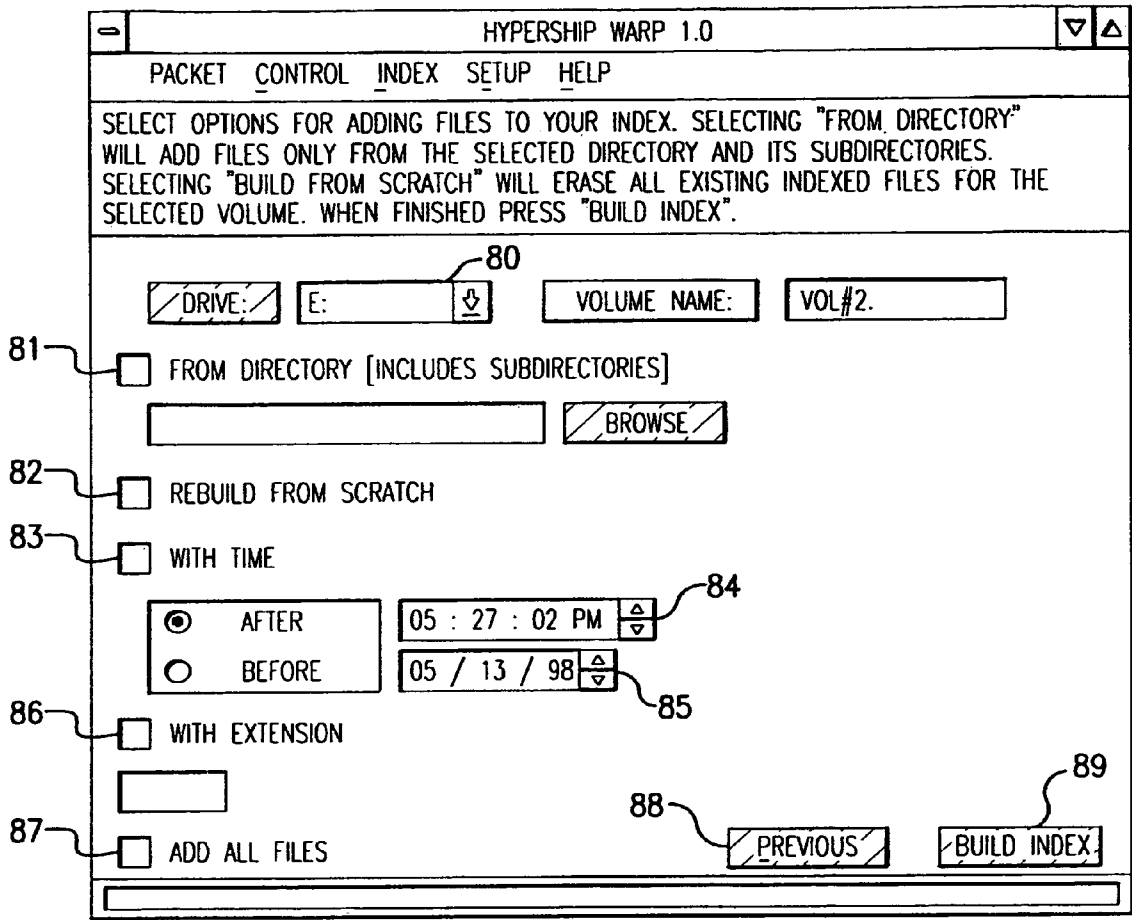 HYPERSHIP WARP 1.0
PACKET CONTROL INDEX SETUP HELP
SELECT OPTIONS FOR ADDING FILES TO YOUR INDEX. SELECTING "FROM DIRECTORY"
WILL ADD FILES ONLY FROM THE SELECTED DIRECTORY AND ITS SUBDIRECTORIES.
SELECTING "BUILD FROM SCRATCH" WILL ERASE ALL EXISTING INDEXED FILES FOR THE
SELECTED VOLUME. WHEN FINISHED PRESS "BUILD INDEX".
80
DRIVE: E: VOLUME NAME: VOL#2.
81 FROM DIRECTORY [INCLUDES SUBDIRECTORIES]
BROWSE
82 REBUILD FROM SCRATCH
83 WITH TIME
84
AFTER 05 : 27 : 02 PM
BEFORE 05 / 13 / 98
85
86 WITH EXTENSION
88 89
87 ADD ALL FILES PREVIOUS BUILD INDEX